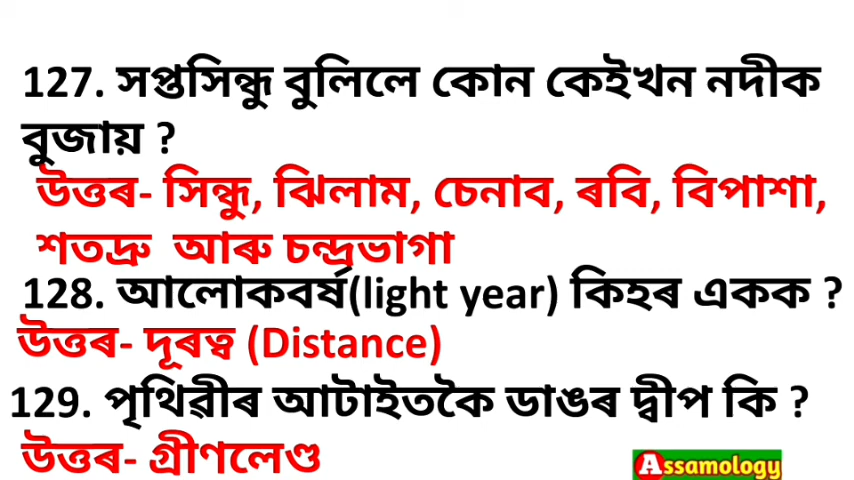 127. সপ্তসিন্ধু বুলিলে কোন কেইখন নদীক
বুজায় ?
উত্তৰ- সিন্ধু, ঝিলাম, চেনাব, ৰবি, বিপাশা,
শতদ্ৰু আৰু চন্দ্ৰভাগা
128. আলোকবৰ্ষ(light year) কিহৰ একক ?
উত্তৰ- দূৰত্ব (Distance)
129. পৃথিৱীৰ আটাইতকৈ ডাঙৰ দ্বীপ কি ?
উত্তৰ- গ্ৰীণলেণ্ড
Assamology